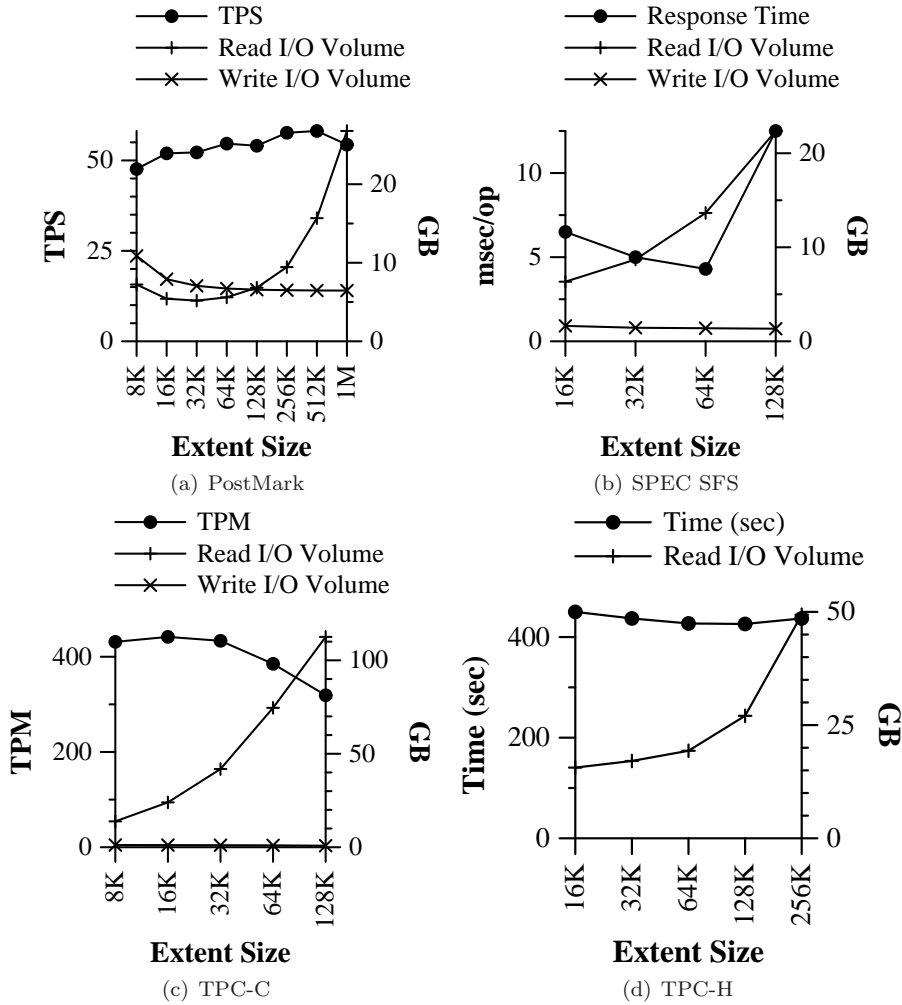 TPS
Read I/O Volume
Write I/O Volume
50
25
0
TPS
20
10
0
GB
8K
16K
32K
64K
128K
256K
512K
1M
Extent Size
(a) PostMark
Response Time
Read I/O Volume
Write I/O Volume
10
5
0
msec/op
20
10
0
GB
16K
32K
64K
128K
Extent Size
(b) SPEC SFS
TPM
Read I/O Volume
Write I/O Volume
400
200
0
TPM
100
50
0
GB
8K
16K
32K
64K
128K
Extent Size
(c) TPC-C
Time (sec)
Read I/O Volume
400
200
0
Time (sec)
50
25
0
GB
16K
32K
64K
128K
256K
Extent Size
(d) TPC-H